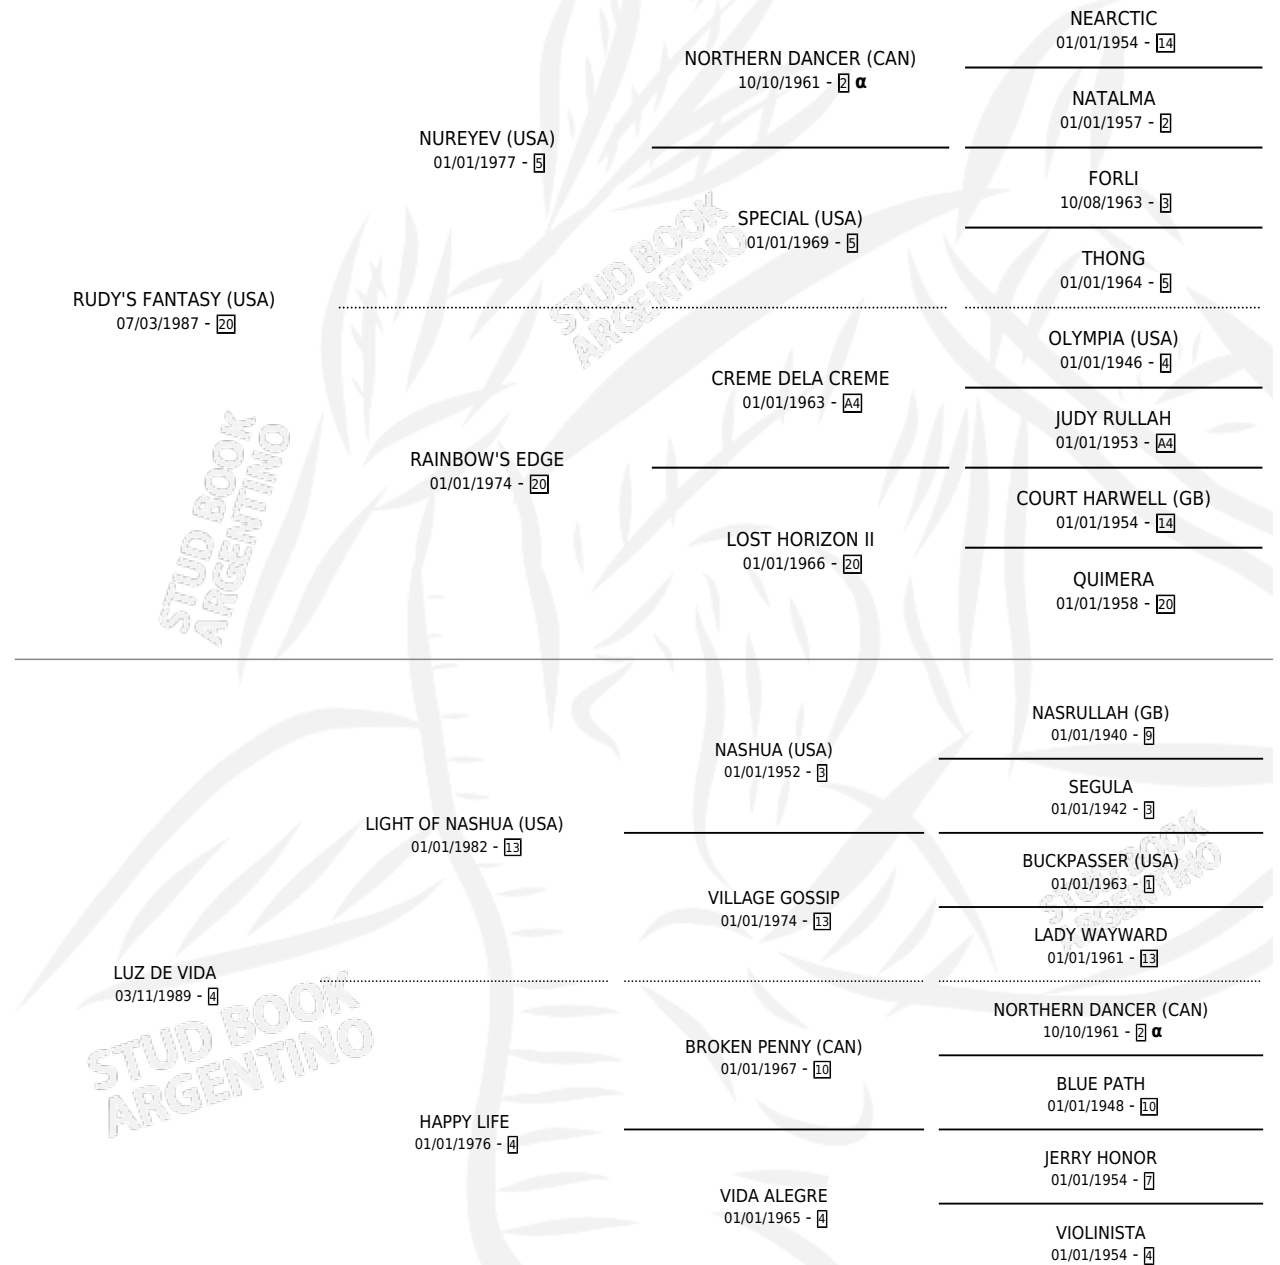 NEARCTIC
01/01/1954 - 14
NORTHERN DANCER (CAN)
10/10/1961 - 2 α
NATALMA
01/01/1957 - 2
NUREYEV (USA)
01/01/1977 - 5
FORLI
10/08/1963 - 3
SPECIAL (USA)
01/01/1969 - 5
THONG
01/01/1964 - 5
RUDY'S FANTASY (USA)
07/03/1987 - 20
OLYMPIA (USA)
01/01/1946 - 4
CREME DELA CREME
01/01/1963 - A4
JUDY RULLAH
01/01/1953 - A4
RAINBOW'S EDGE
01/01/1974 - 20
COURT HARWELL (GB)
01/01/1954 - 14
LOST HORIZON II
01/01/1966 - 20
QUIMERA
01/01/1958 - 20
NASRULLAH (GB)
01/01/1940 - 9
NASHUA (USA)
01/01/1952 - 3
SEGULA
01/01/1942 - 3
LIGHT OF NASHUA (USA)
01/01/1982 - 13
BUCKPASSER (USA)
01/01/1963 - 1
VILLAGE GOSSIP
01/01/1974 - 13
LADY WAYWARD
01/01/1961 - 13
LUZ DE VIDA
03/11/1989 - 4
NORTHERN DANCER (CAN)
10/10/1961 - 2 α
BROKEN PENNY (CAN)
01/01/1967 - 10
BLUE PATH
01/01/1948 - 10
HAPPY LIFE
01/01/1976 - 4
JERRY HONOR
01/01/1954 - 7
VIDA ALEGRE
01/01/1965 - 4
VIOLINISTA
01/01/1954 - 4
STUD BOOK
ARGENTINO
STUD BOOK
ARGENTINO
STUD BOOK
ARGENTINO
STUD BOOK
ARGENTINO